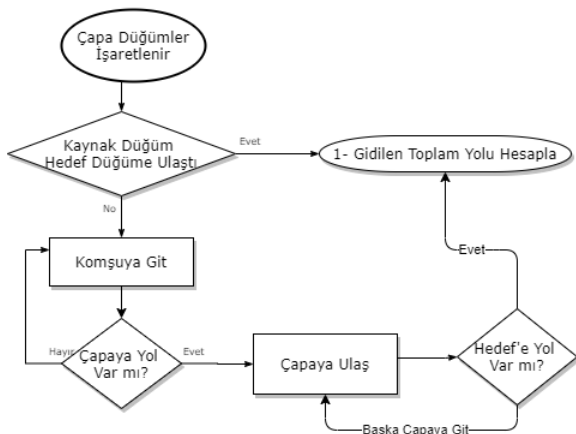 Çapa Düğümler
İşaretlenir
Kaynak Düğüm
Hedef Düğüme Ulaştı
Evet
1- Gidilen Toplam Yolu Hesapla
No
Komşuya Git
Evet
Hayır
Çapaya Yol
Var mı?
Evet
Çapaya Ulaş
Hedef'e Yol
Var mı?
Başka Çapaya Git